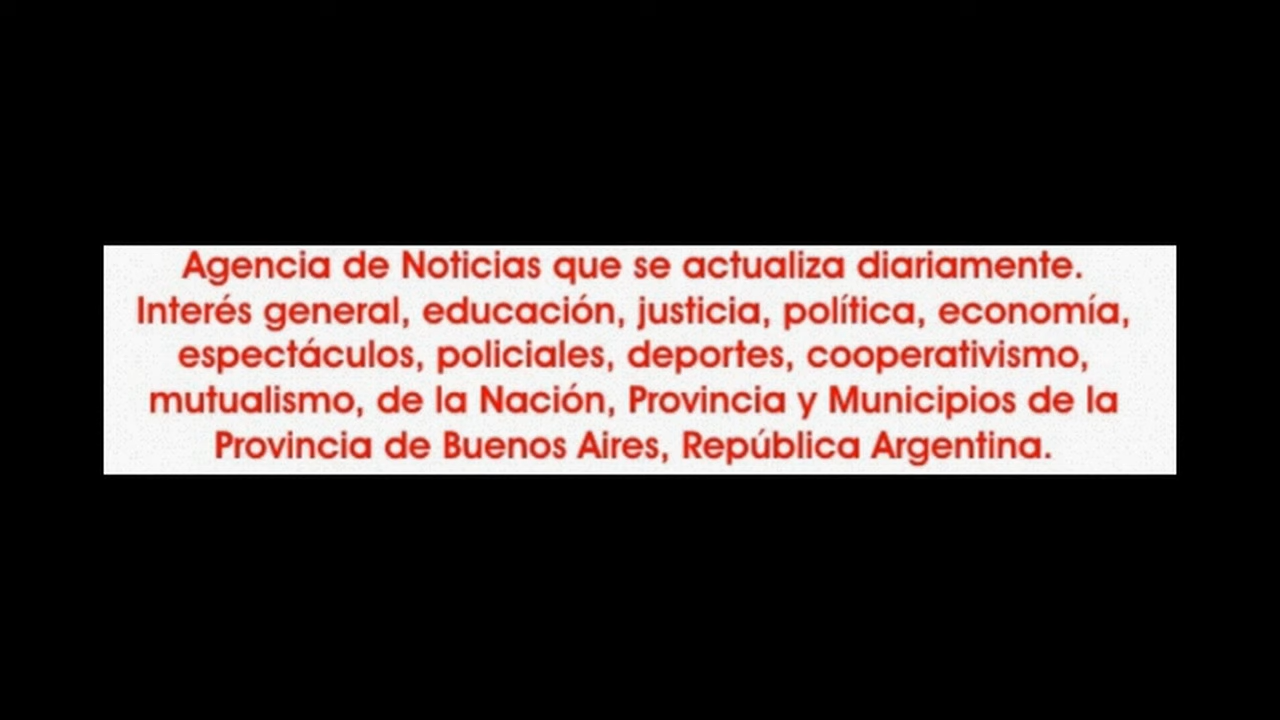 Agencia de Noticias que se actualiza diariamente.
Interés general, educación, justicia, política, economía,
espectáculos, policiales, deportes, cooperativismo,
mutualismo, de la Nación, Provincia y Municipios de la
Provincia de Buenos Aires, República Argentina.